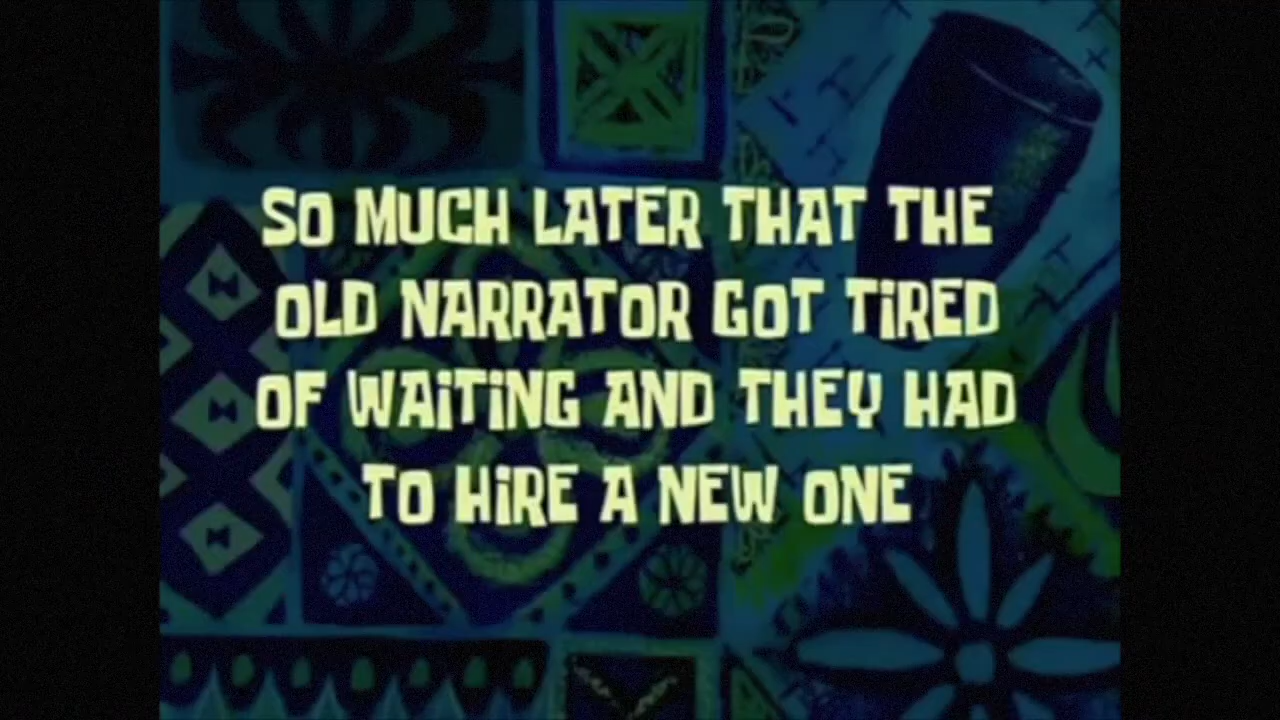 SO MUCH LATER THAT THE
OLD NARRATOR GOT TiRED
OF WAiTiNG AND THEY HAD
TO HiRE A NEW ONE